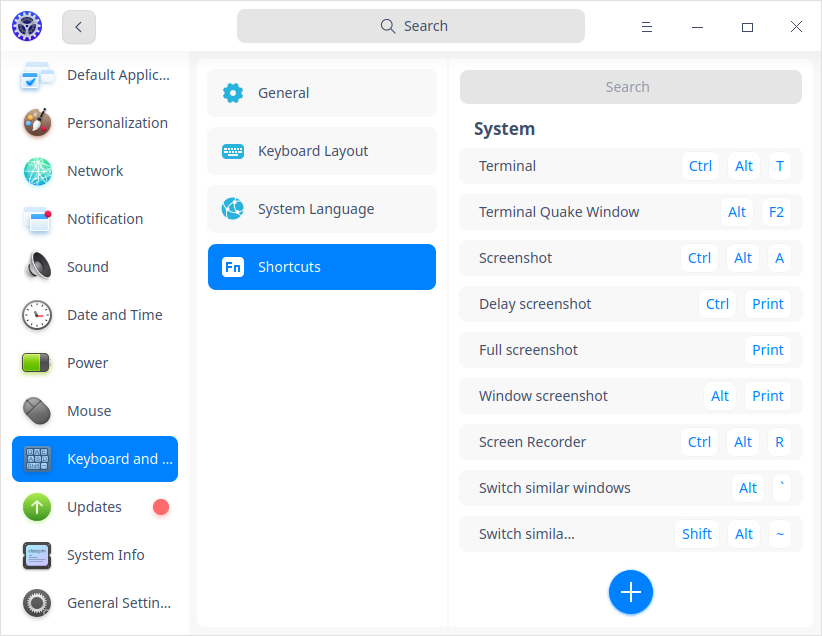 Search
Default Applic...
Personalization
Network
Notification
Sound
Date and Time
Power
Mouse
Keyboard and ...
Updates
System Info
General Settin...
General
Keyboard Layout
System Language
Fn Shortcuts
Search
System
Terminal Ctrl Alt T
Terminal Quake Window Alt F2
Screenshot Ctrl Alt A
Delay screenshot Ctrl Print
Full screenshot Print
Window screenshot Alt Print
Screen Recorder Ctrl Alt R
Switch similar windows Alt `
Switch simila... Shift Alt ~